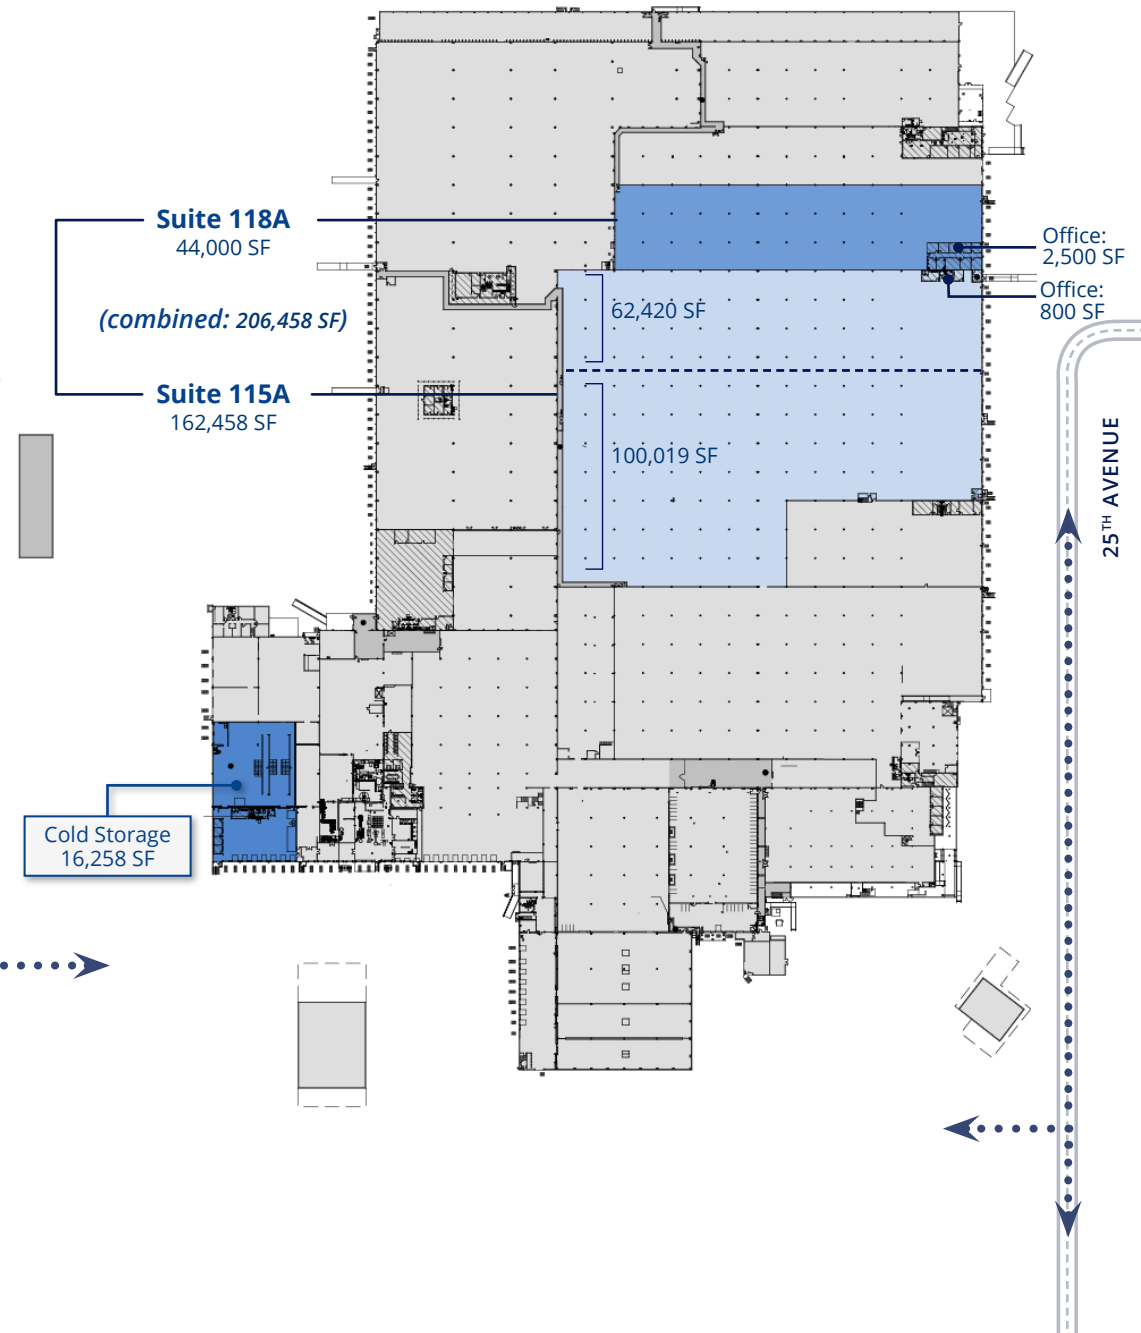 Suite 118A
44,000 SF
Office:
2,500 SF
Office:
800 SF
(combined: 206,458 SF)
62,420 SF
Suite 115A
162,458 SF
100,019 SF
25TH AVENUE
Cold Storage
16,258 SF